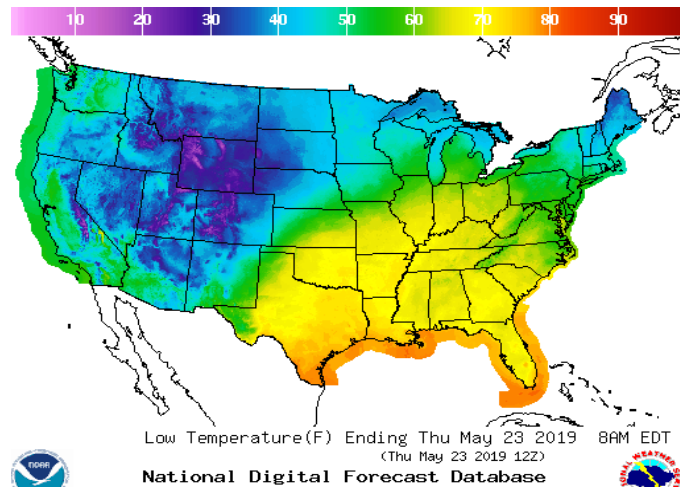 10 20 30 40 50 60 70 80 90
Low Temperature(F) Ending Thu May 23 2019 8AM EDT
(Thu May 23 2019 12Z)
National Digital Forecast Database
noaa